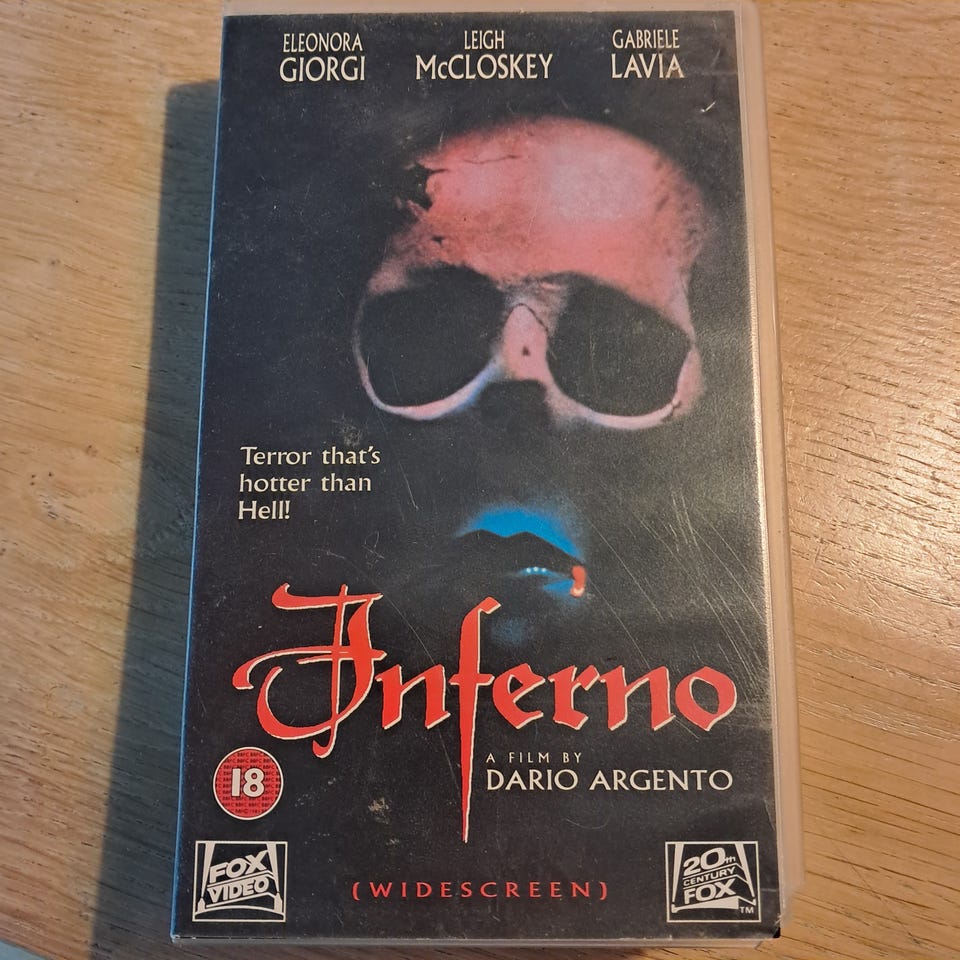 ELEONORA
GIORGI
LEIGH
McCLOSKEY
GABRIELE
LAVIA
Terror that's
hotter than
Hell!
Inferno
A FILM BY
DARIO ARGENTO
18
FOX
VIDEO
(WIDESCREEN)
20th
CENTURY
FOX
TM